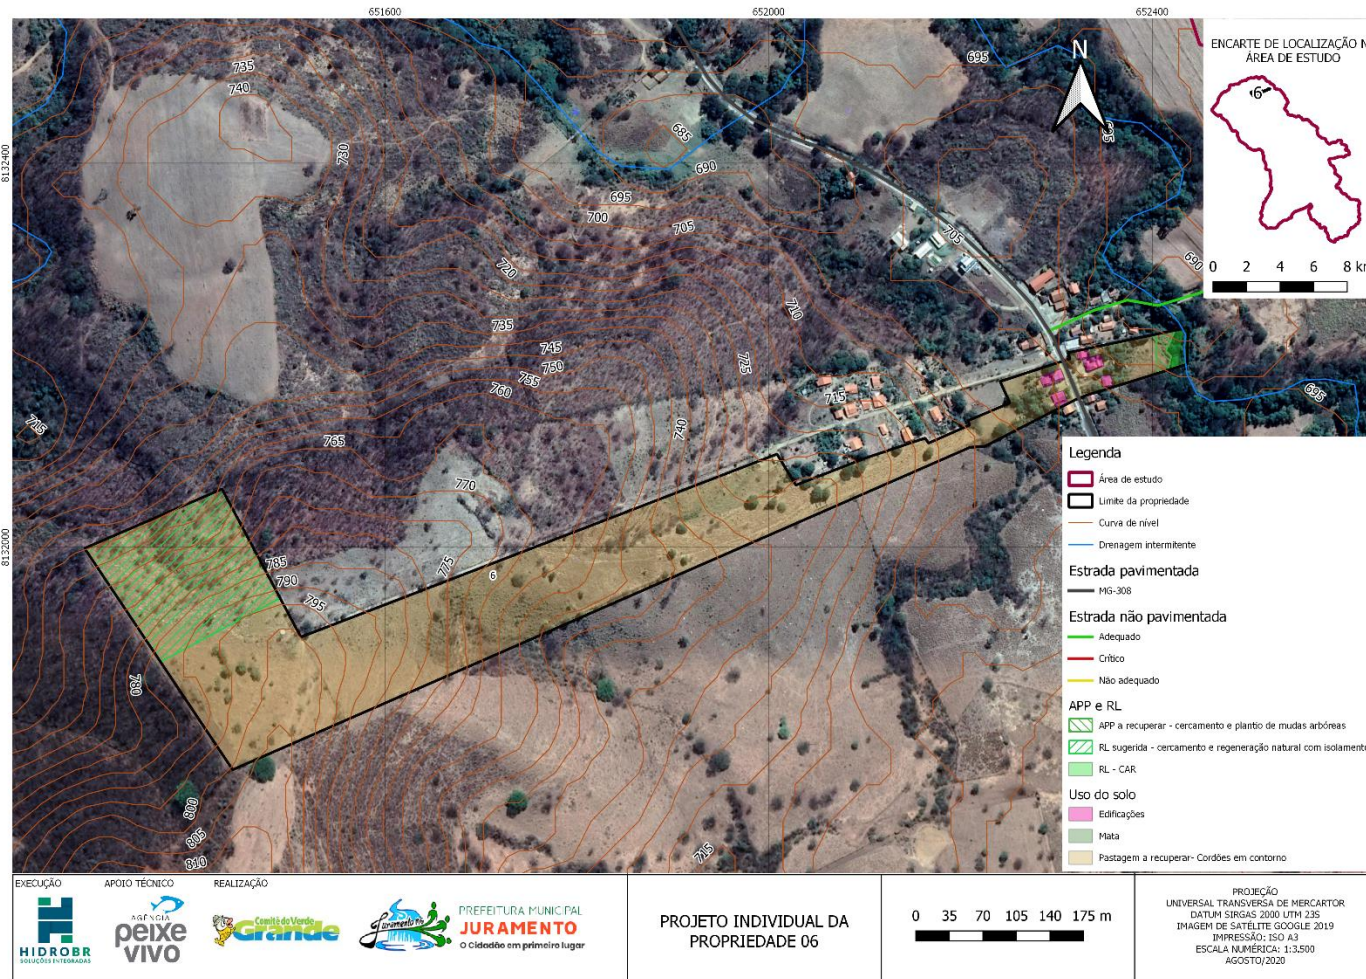 651600
652000
652400
8132400
8132000
735
740
730
685
690
695
695
695
700
705
705
690
695
720
710
735
745
750
755
760
725
715
740
715
765
770
775
785
790
795
780
800
805
810
715
6
N
ENCARTE DE LOCALIZAÇÃO N
ÁREA DE ESTUDO
6
0 2 4 6 8 km
Legenda
Área de estudo
Limite da propriedade
Curva de nível
Drenagem intermitente
Estrada pavimentada
MG-308
Estrada não pavimentada
Adequado
Crítico
Não adequado
APP e RL
APP a recuperar - cercamento e plantio de mudas arbóreas
RL sugerida - cercamento e regeneração natural com isolamento
RL - CAR
Uso do solo
Edificações
Mata
Pastagem a recuperar- Cordões em contorno
EXECUÇÃO
HIDROBR
SOLUÇÕES INTEGRADAS
APOIO TÉCNICO
AGÊNCIA
peixe
VIVO
REALIZAÇÃO
Comitê do Verde
Grande
Juramento
PREFEITURA MUNICIPAL
JURAMENTO
O Cidadão em primeiro lugar
PROJETO INDIVIDUAL DA
PROPRIEDADE 06
0 35 70 105 140 175 m
PROJEÇÃO
UNIVERSAL TRANSVERSA DE MERCARTOR
DATUM SIRGAS 2000 UTM 23S
IMAGEM DE SATÉLITE GOOGLE 2019
IMPRESSÃO: ISO A3
ESCALA NUMÉRICA: 1:3.500
AGOSTO/2020